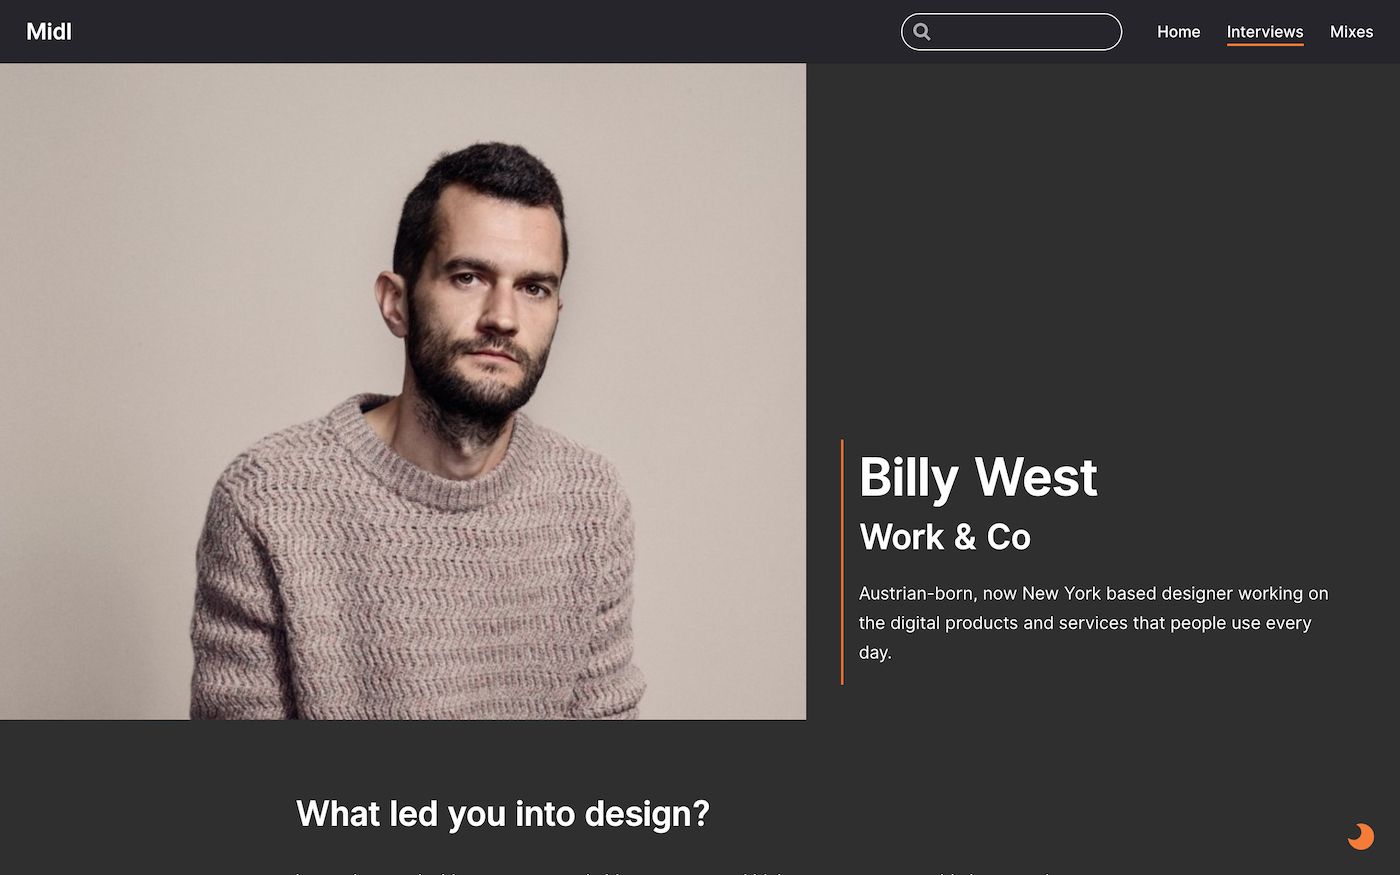 Midl
Home
Interviews
Mixes
Billy West
Work & Co
Austrian-born, now New York based designer working on
the digital products and services that people use every
day.
What led you into design?